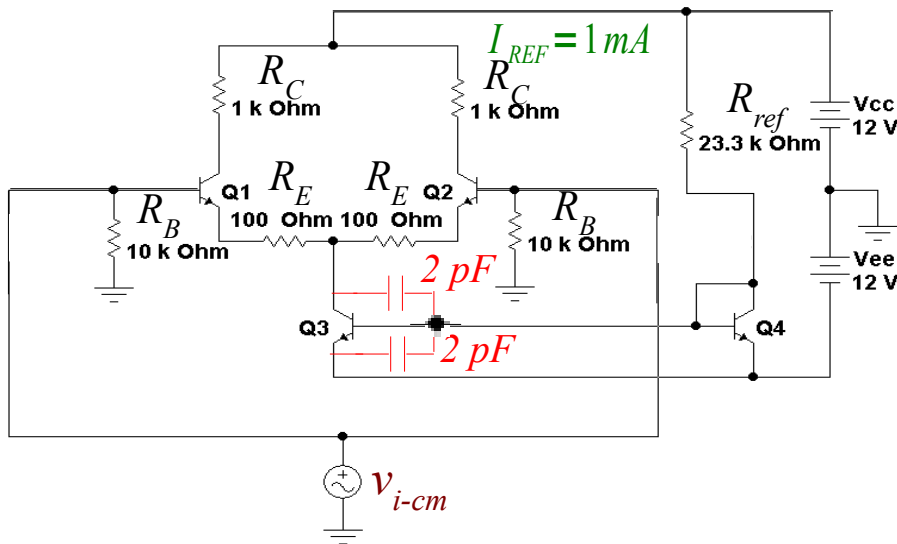 I_REF = 1mA
R_C
1 k Ohm
R_C
1 k Ohm
R_ref
23.3 k Ohm
Vcc
12 V
Q1
R_E
100 Ohm
R_E
100 Ohm
Q2
R_B
10 k Ohm
R_B
10 k Ohm
Vee
12 V
2 pF
Q3
Q4
2 pF
+
v_i-cm